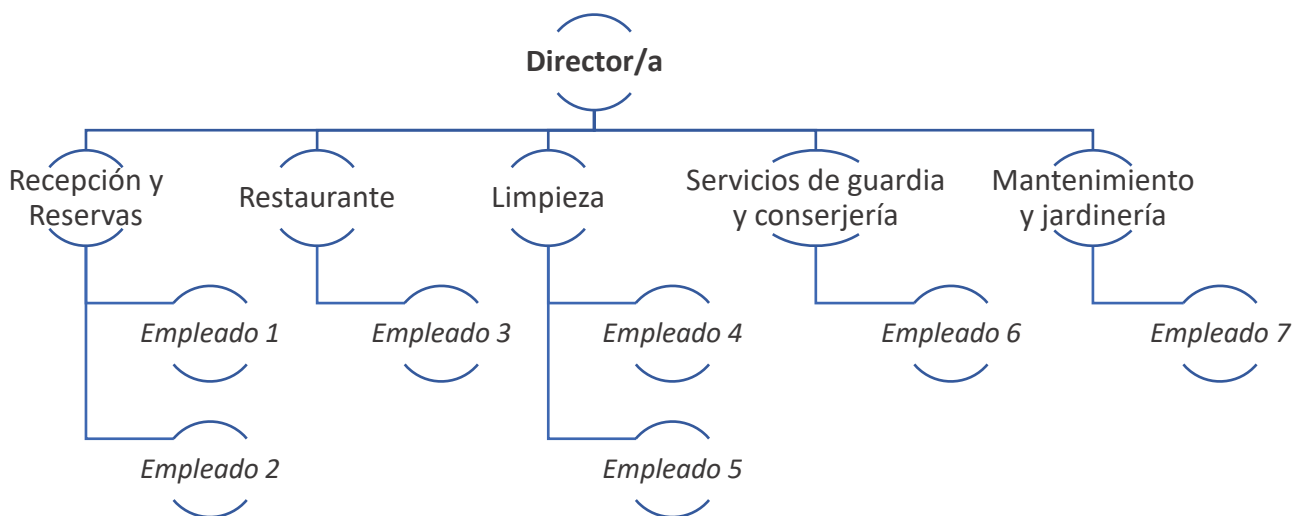 Director/a
Recepción y
Reservas
Restaurante
Limpieza
Servicios de guardia
y conserjería
Mantenimiento
y jardinería
Empleado 1
Empleado 3
Empleado 4
Empleado 6
Empleado 7
Empleado 2
Empleado 5